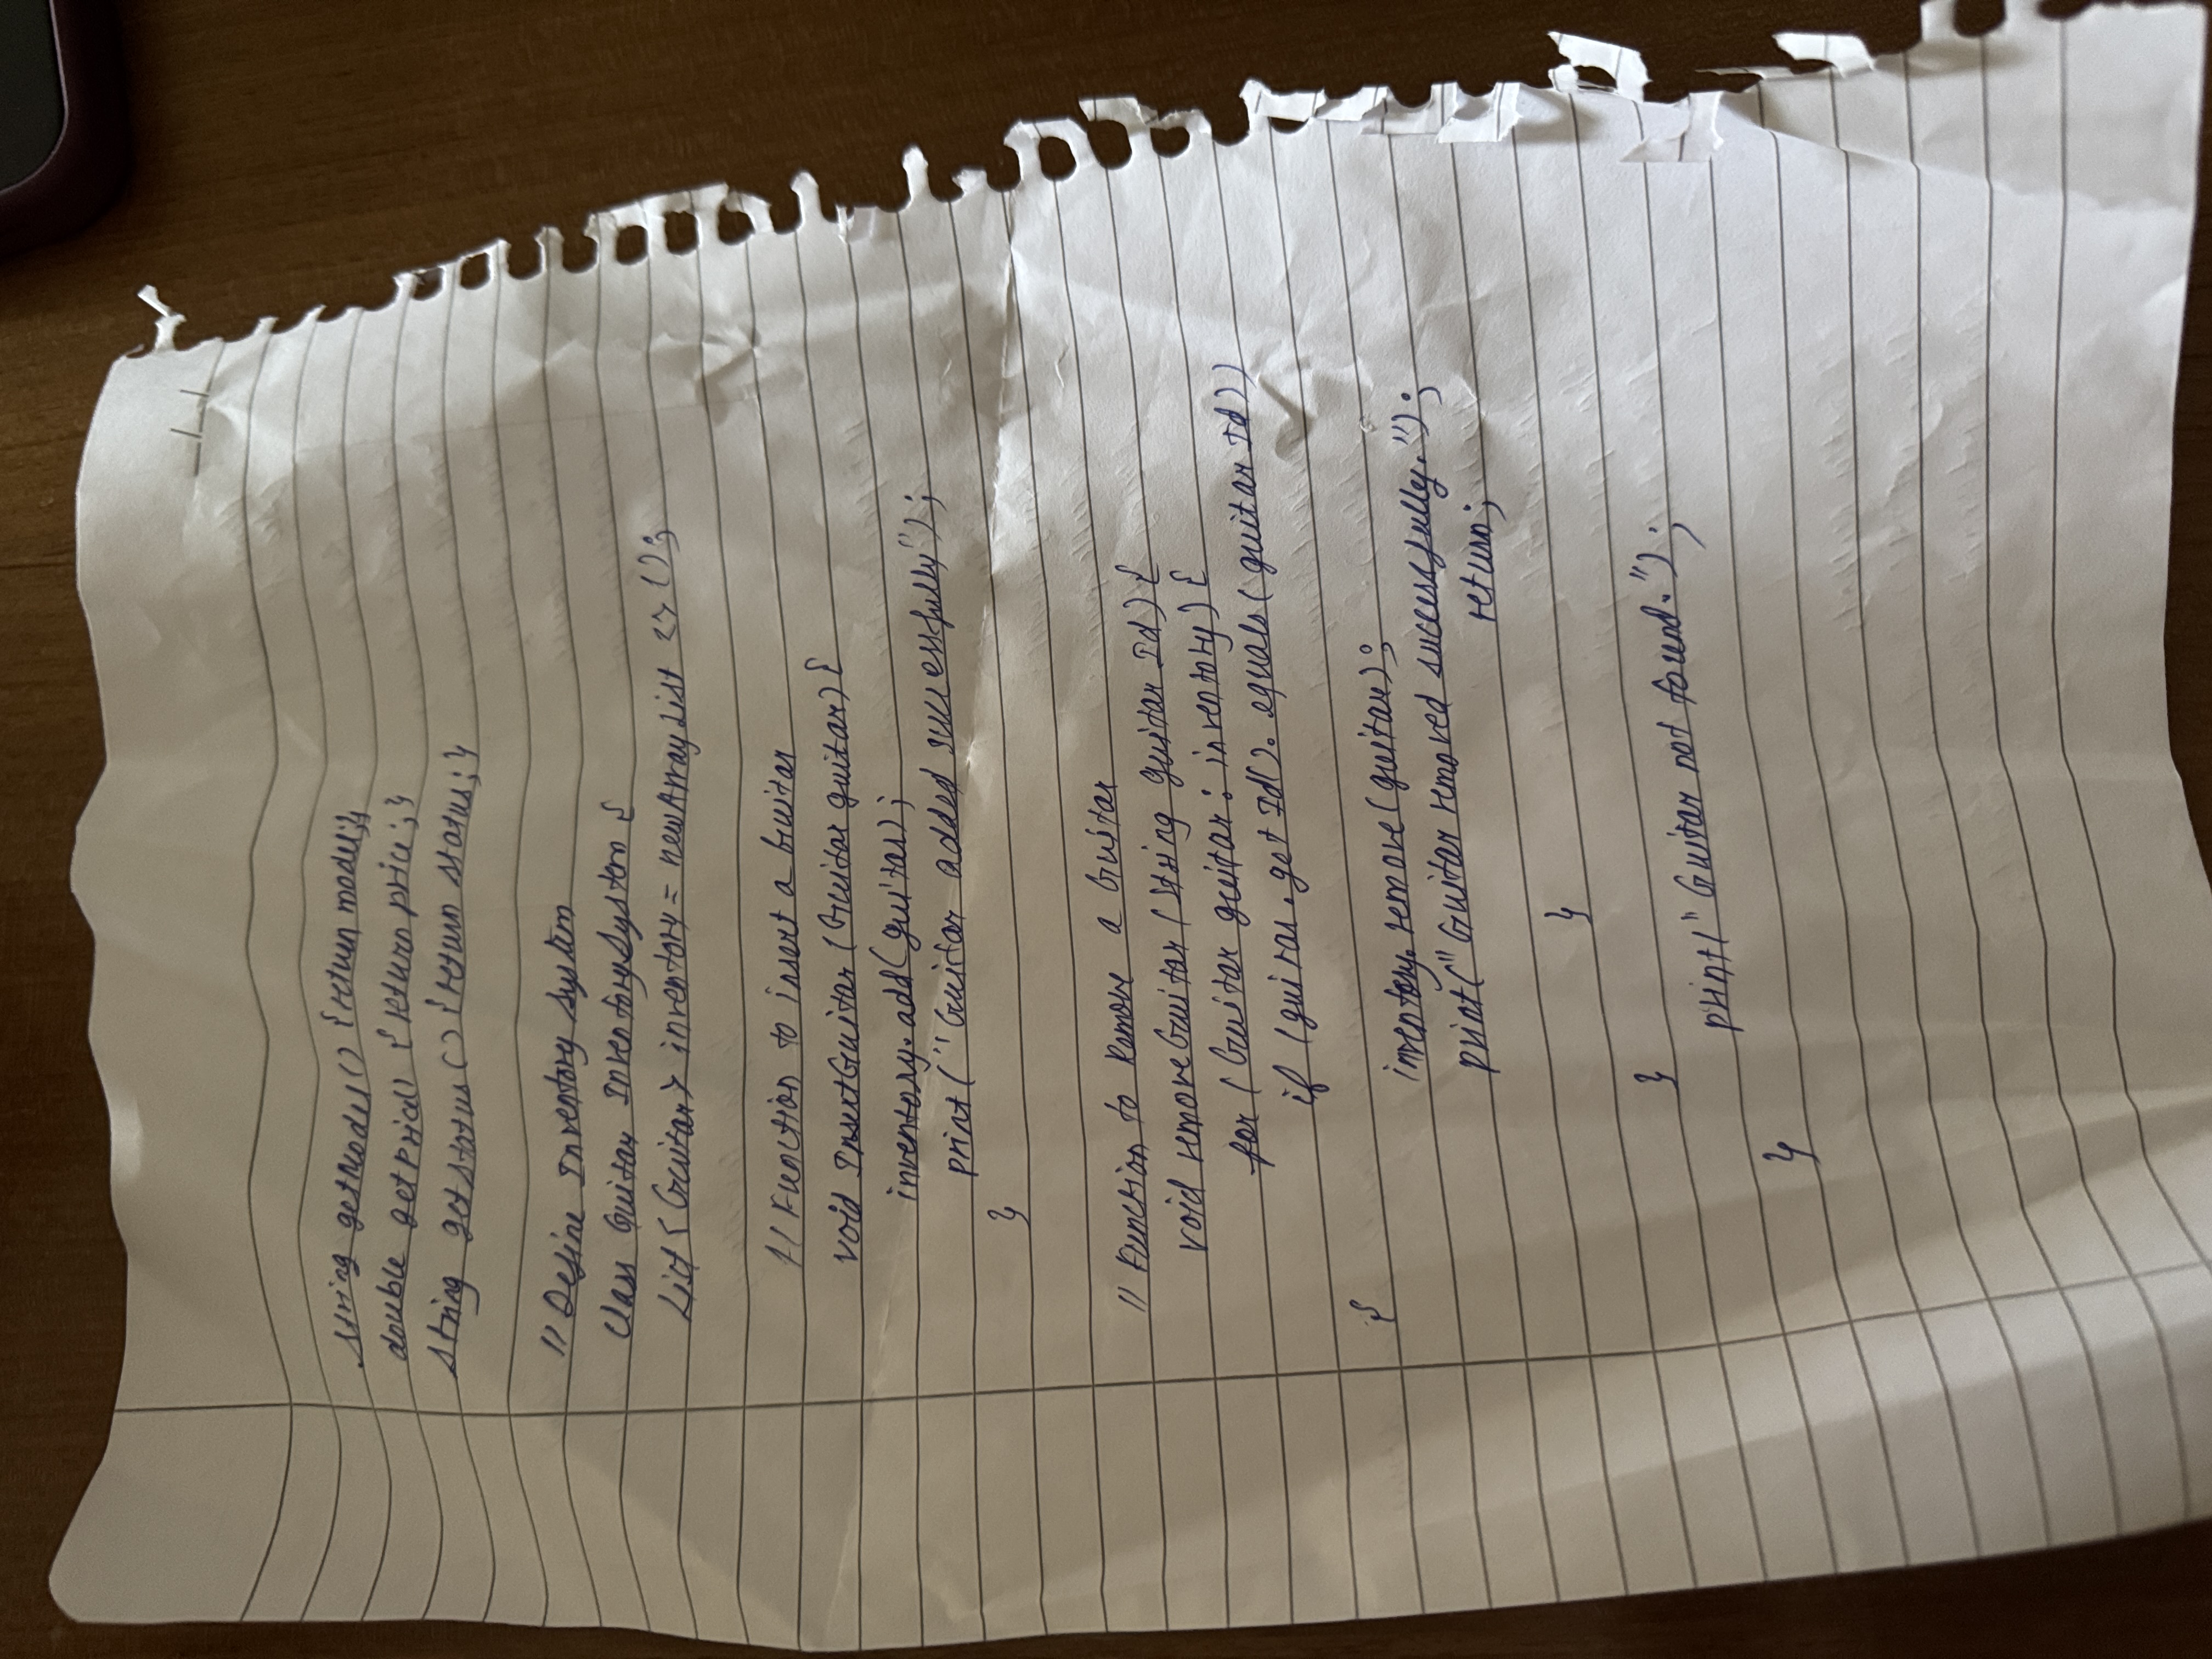 String getModel() {return model;}
double getPrice() {return price;}
String getStatus() {return status;}
// Define Inventory System
Class Guitar InventorySystem {
List <Guitar> inventory = new ArrayList <> ();
// Function to insert a Guitar
void InsertGuitar (Guitar guitar) {
inventory.add(guitar);
print("Guitar added successfully");
}
// Function to Remove a Guitar
void removeGuitar (String guitar Id) {
for (Guitar guitar : inventory) {
if (guitar.get Id(). equals (guitar Id))
{
inventory.remove(guitar);
print("Guitar removed successfully.");
return;
}
}
print("Guitar not found.");
}